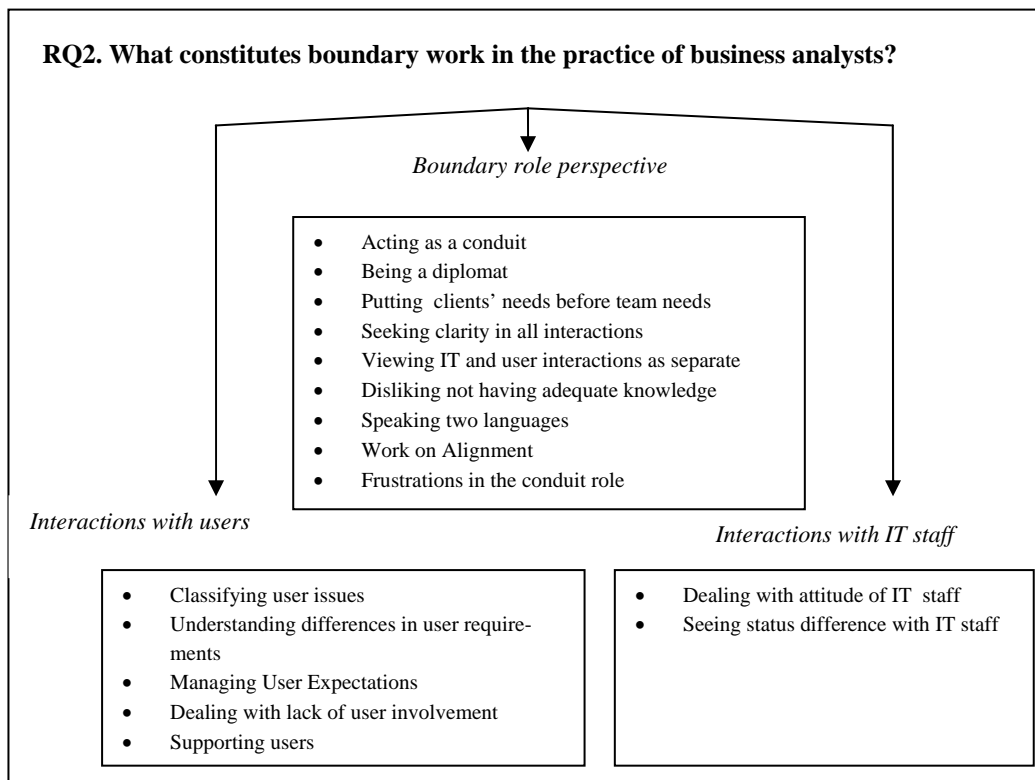 RQ2. What constitutes boundary work in the practice of business analysts?
Boundary role perspective
• Acting as a conduit
• Being a diplomat
• Putting clients’ needs before team needs
• Seeking clarity in all interactions
• Viewing IT and user interactions as separate
• Disliking not having adequate knowledge
• Speaking two languages
• Work on Alignment
• Frustrations in the conduit role
Interactions with users
• Classifying user issues
• Understanding differences in user require-
ments
• Managing User Expectations
• Dealing with lack of user involvement
• Supporting users
Interactions with IT staff
• Dealing with attitude of IT staff
• Seeing status difference with IT staff